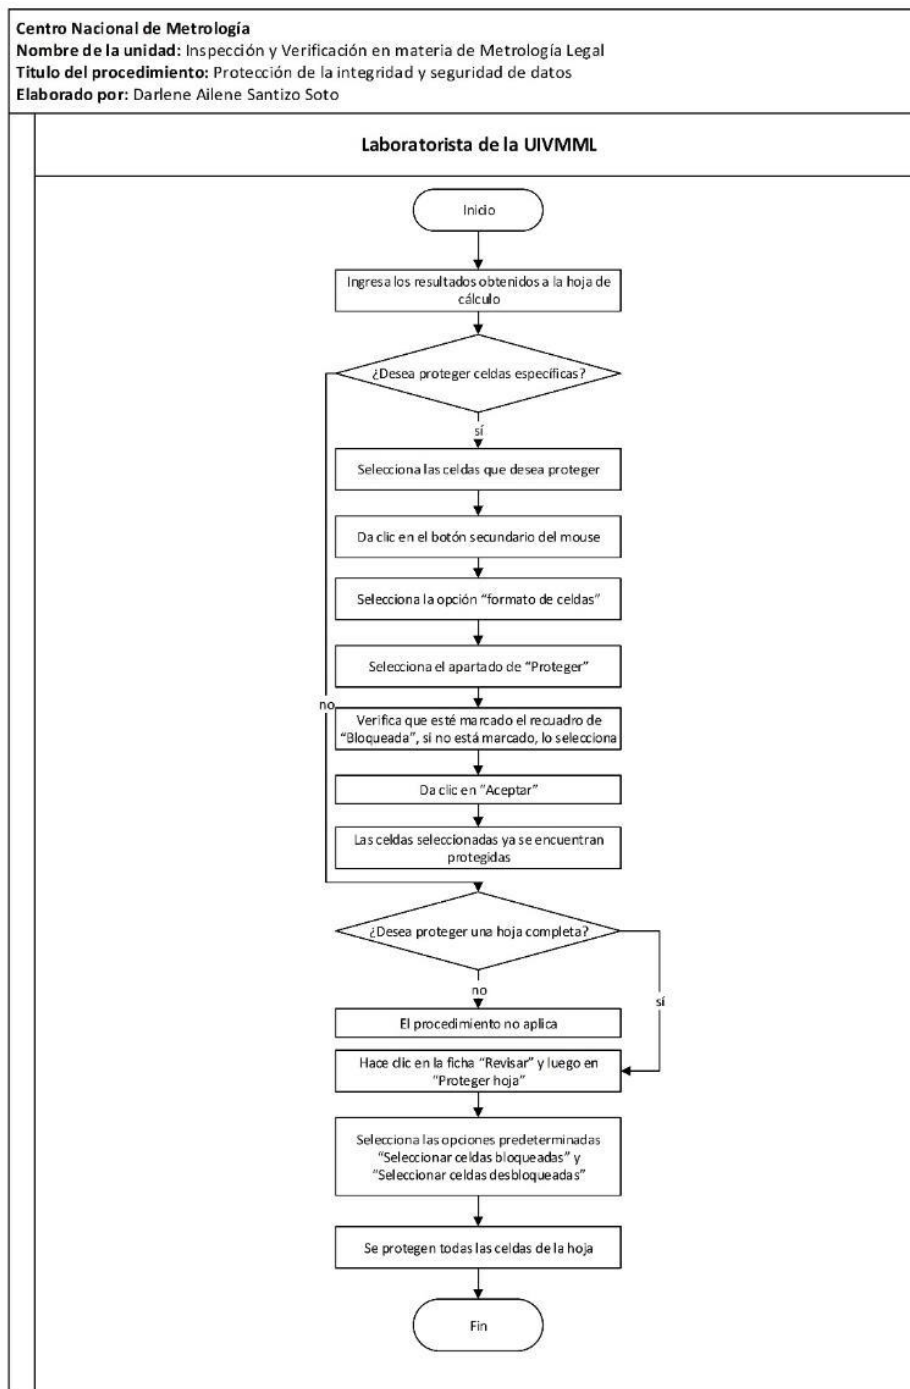 Centro Nacional de Metrología
Nombre de la unidad: Inspección y Verificación en materia de Metrología Legal
Titulo del procedimiento: Protección de la integridad y seguridad de datos
Elaborado por: Darlene Ailene Santizo Soto
Laboratorista de la UIVMML
Inicio
Ingresa los resultados obtenidos a la hoja de
cálculo
¿Desea proteger celdas específicas?
sí
Selecciona las celdas que desea proteger
Da clic en el botón secundario del mouse
Selecciona la opción “formato de celdas”
Selecciona el apartado de “Proteger”
no
Verifica que esté marcado el recuadro de
“Bloqueada”, si no está marcado, lo selecciona
Da clic en “Aceptar”
Las celdas seleccionadas ya se encuentran
protegidas
¿Desea proteger una hoja completa?
no
sí
El procedimiento no aplica
Hace clic en la ficha “Revisar” y luego en
“Proteger hoja”
Selecciona las opciones predeterminadas
“Seleccionar celdas bloqueadas” y
“Seleccionar celdas desbloqueadas”
Se protegen todas las celdas de la hoja
Fin